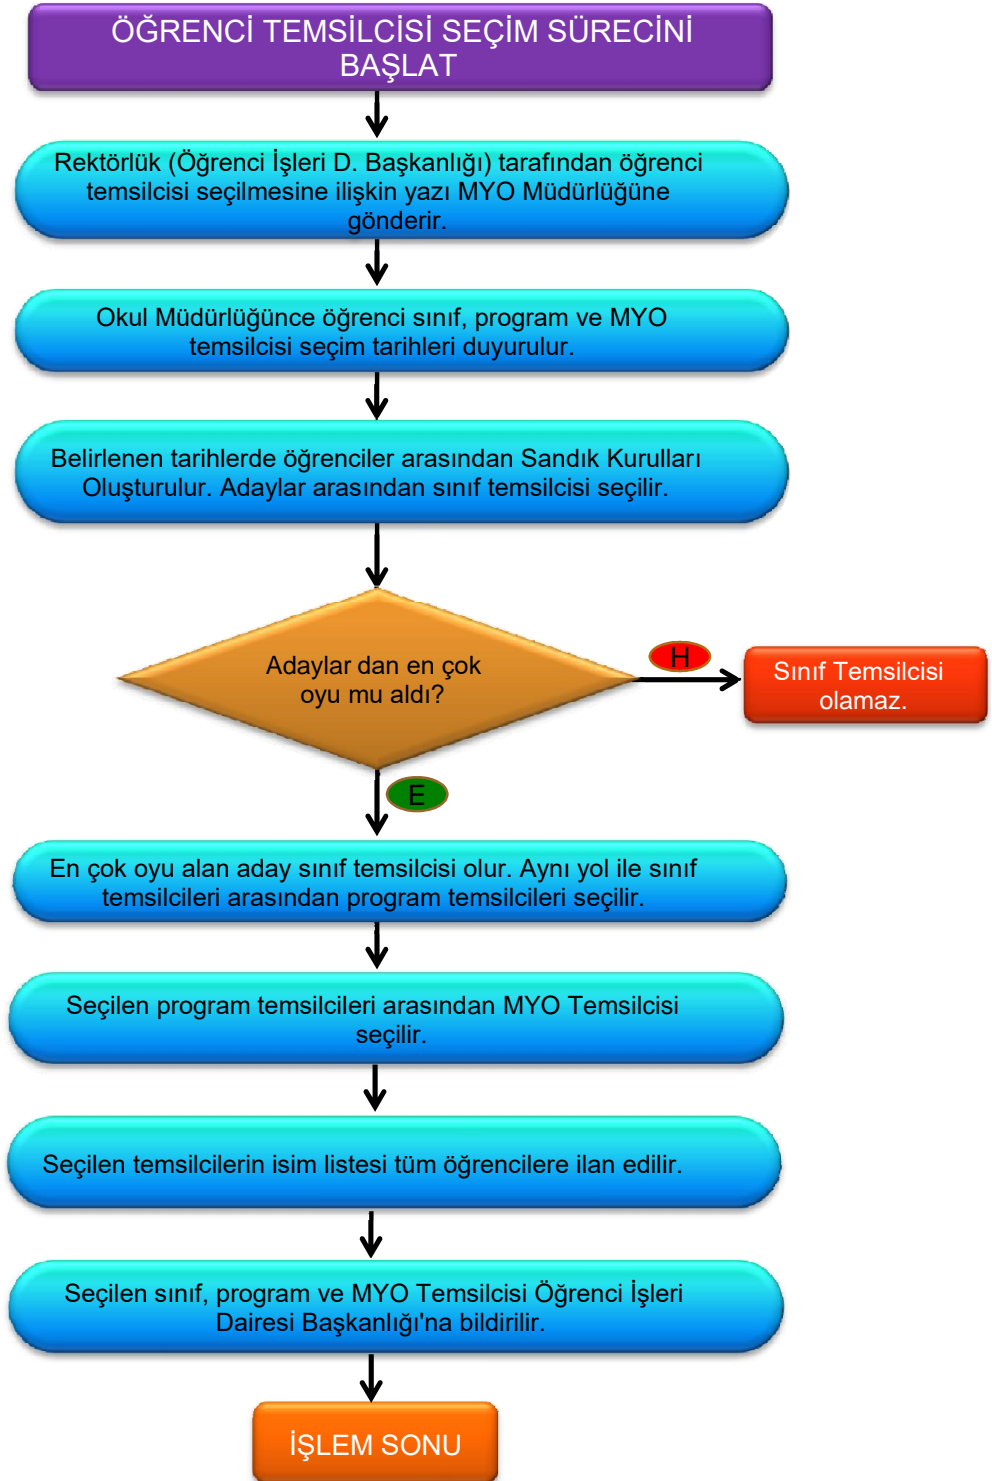 ÖĞRENCİ TEMSİLCİSİ SEÇİM SÜRECİNİ
BAŞLAT
Rektörlük (Öğrenci İşleri D. Başkanlığı) tarafından öğrenci
temsilcisi seçilmesine ilişkin yazı MYO Müdürlüğüne
gönderir.
Okul Müdürlüğünce öğrenci sınıf, program ve MYO
temsilcisi seçim tarihleri duyurulur.
Belirlenen tarihlerde öğrenciler arasından Sandık Kurulları
Oluşturulur. Adaylar arasından sınıf temsilcisi seçilir.
Adaylar dan en çok
oyu mu aldı?
H
Sınıf Temsilcisi
olamaz.
E
En çok oyu alan aday sınıf temsilcisi olur. Aynı yol ile sınıf
temsilcileri arasından program temsilcileri seçilir.
Seçilen program temsilcileri arasından MYO Temsilcisi
seçilir.
Seçilen temsilcilerin isim listesi tüm öğrencilere ilan edilir.
Seçilen sınıf, program ve MYO Temsilcisi Öğrenci İşleri
Dairesi Başkanlığı'na bildirilir.
İŞLEM SONU